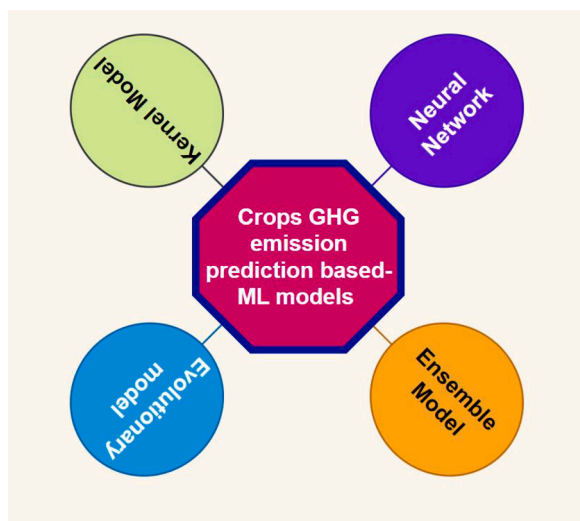 Kernel Model
Neural
Network
Crops GHG
emission
prediction based-
ML models
Evolutionary
model
Ensemble
Model